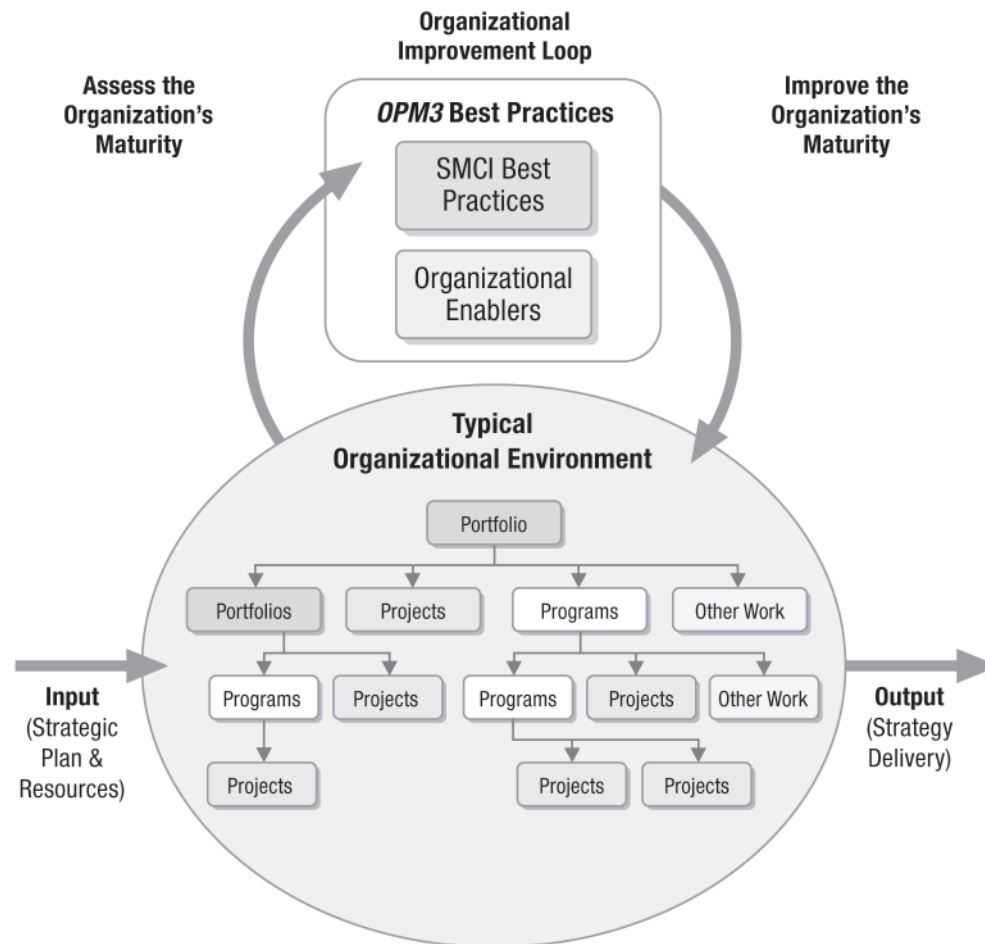 Organizational
Improvement Loop
Assess the
Organization's
Maturity
Improve the
Organization's
Maturity
OPM3 Best Practices
SMCI Best
Practices
Organizational
Enablers
Typical
Organizational Environment
Portfolio
Portfolios
Projects
Programs
Other Work
Programs
Projects
Programs
Projects
Other Work
Projects
Projects
Projects
Input
(Strategic
Plan &
Resources)
Output
(Strategy
Delivery)